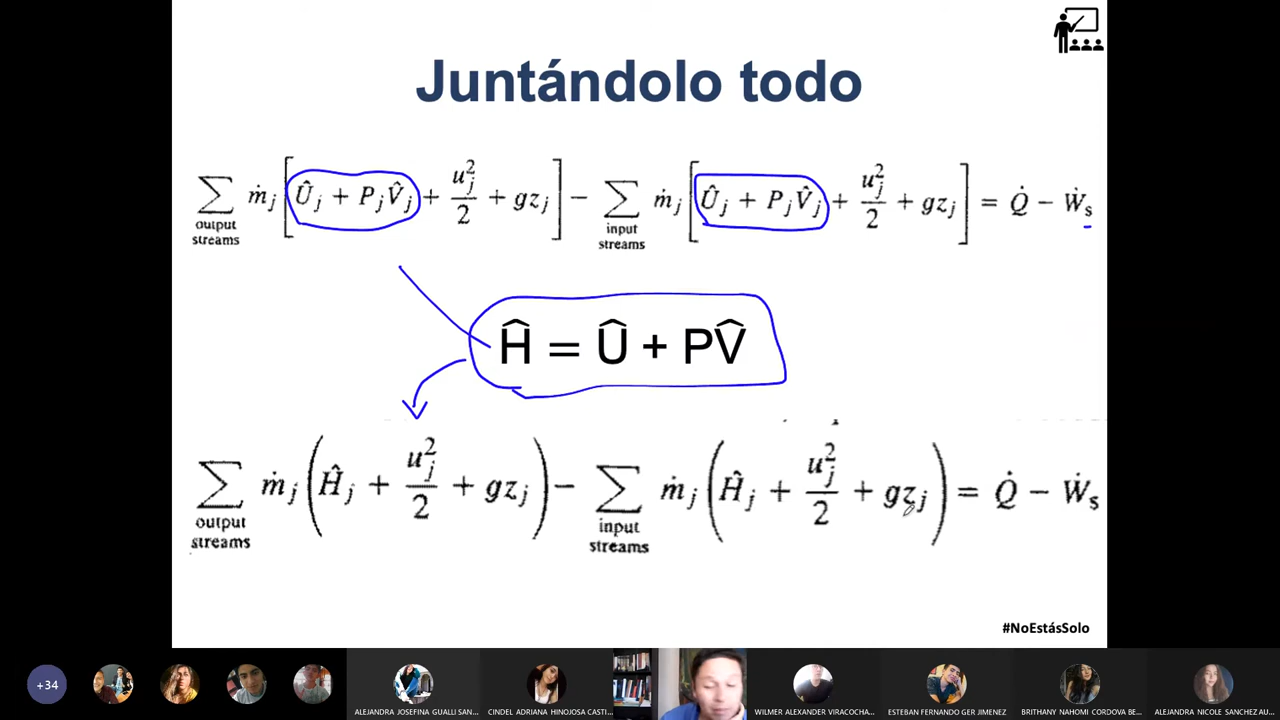 Juntándolo todo
∑ output streams ṁⱼ [Ûⱼ + PⱼV̂ⱼ + uⱼ²/2 + gzⱼ] − ∑ input streams ṁⱼ [Ûⱼ + PⱼV̂ⱼ + uⱼ²/2 + gzⱼ] = Q̇ − Ẇₛ
Ĥ = Û + PV̂
∑ output streams ṁⱼ (Ĥⱼ + uⱼ²/2 + gzⱼ) − ∑ input streams ṁⱼ (Ĥⱼ + uⱼ²/2 + gzⱼ) = Q̇ − Ẇₛ
#NoEstásSolo
+34
ALEJANDRA JOSEFINA GUALLI SAN...
CINDEL ADRIANA HINOJOSA CASTI...
WILMER ALEXANDER VIRACOCHA...
ESTEBAN FERNANDO GER JIMENEZ
BRITHANY NAHOMI CORDOVA BE...
ALEJANDRA NICOLE SANCHEZ AU...